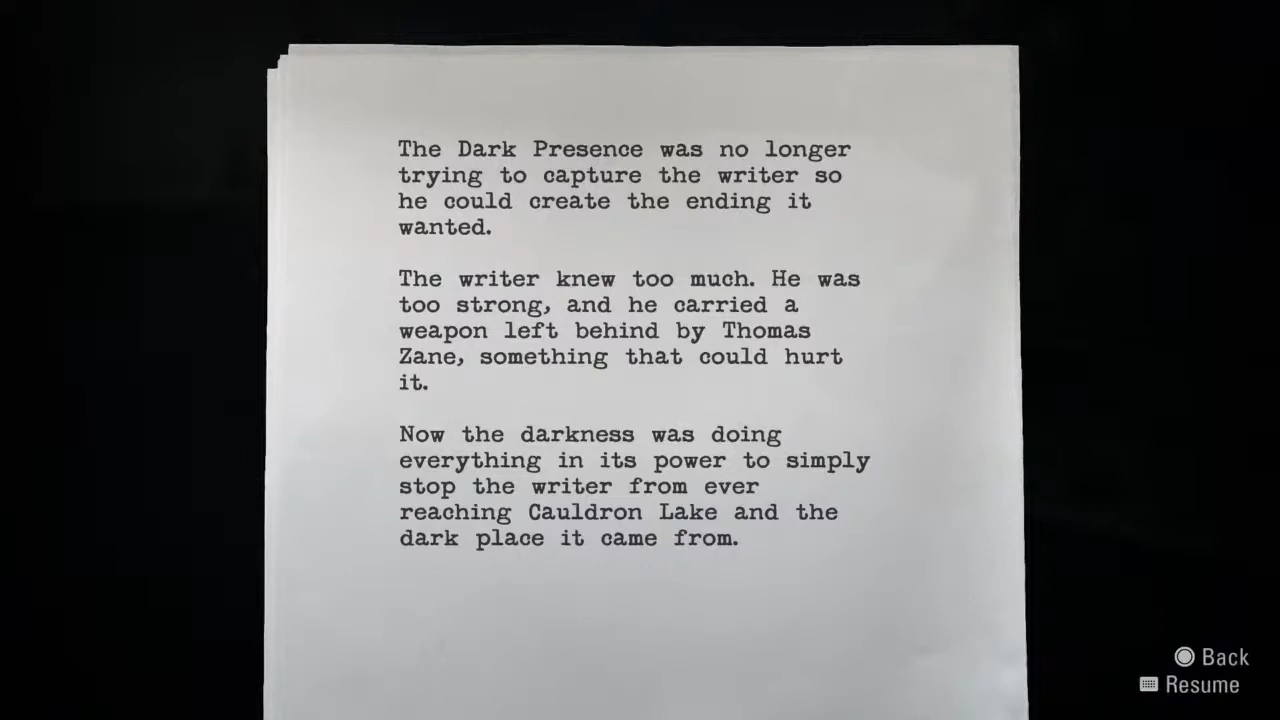 The Dark Presence was no longer
trying to capture the writer so
he could create the ending it
wanted.
The writer knew too much. He was
too strong, and he carried a
weapon left behind by Thomas
Zane, something that could hurt
it.
Now the darkness was doing
everything in its power to simply
stop the writer from ever
reaching Cauldron Lake and the
dark place it came from.
Back
Resume